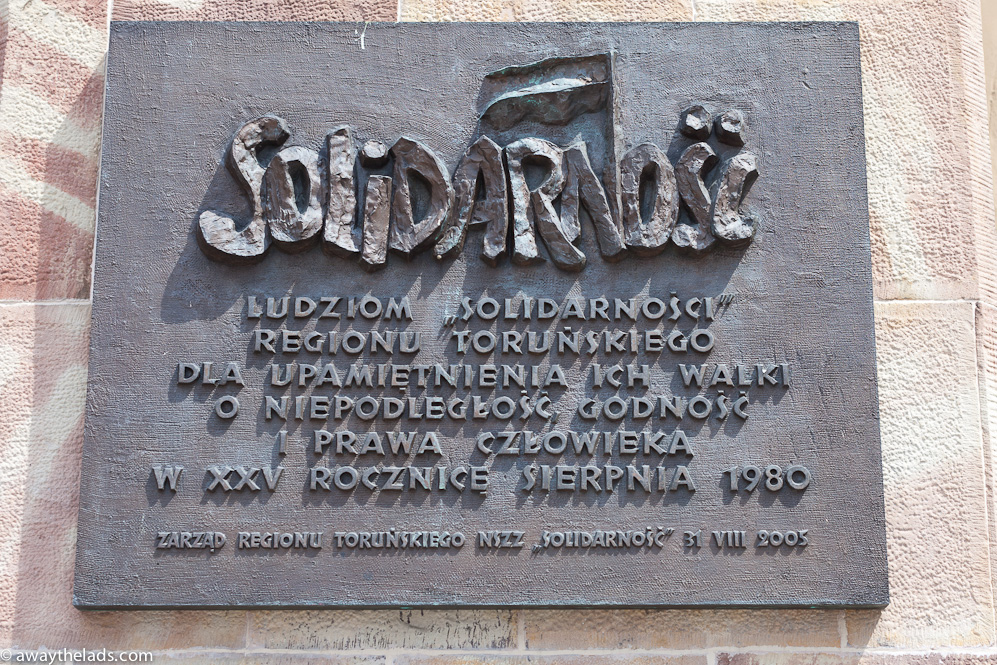 SOLiDARNOŚĆ
LUDZIOM „SOLIDARNOŚCI”
REGIONU TORUŃSKIEGO
DLA UPAMIĘTNIENIA ICH WALKI
O NIEPODLEGŁOŚĆ GODNOŚĆ
I PRAWA CZŁOWIEKA
W XXV ROCZNICĘ SIERPNIA 1980
ZARZĄD REGIONU TORUŃSKIEGO NSZZ „SOLIDARNOŚĆ” 31 VIII 2005
© awaythelads.com